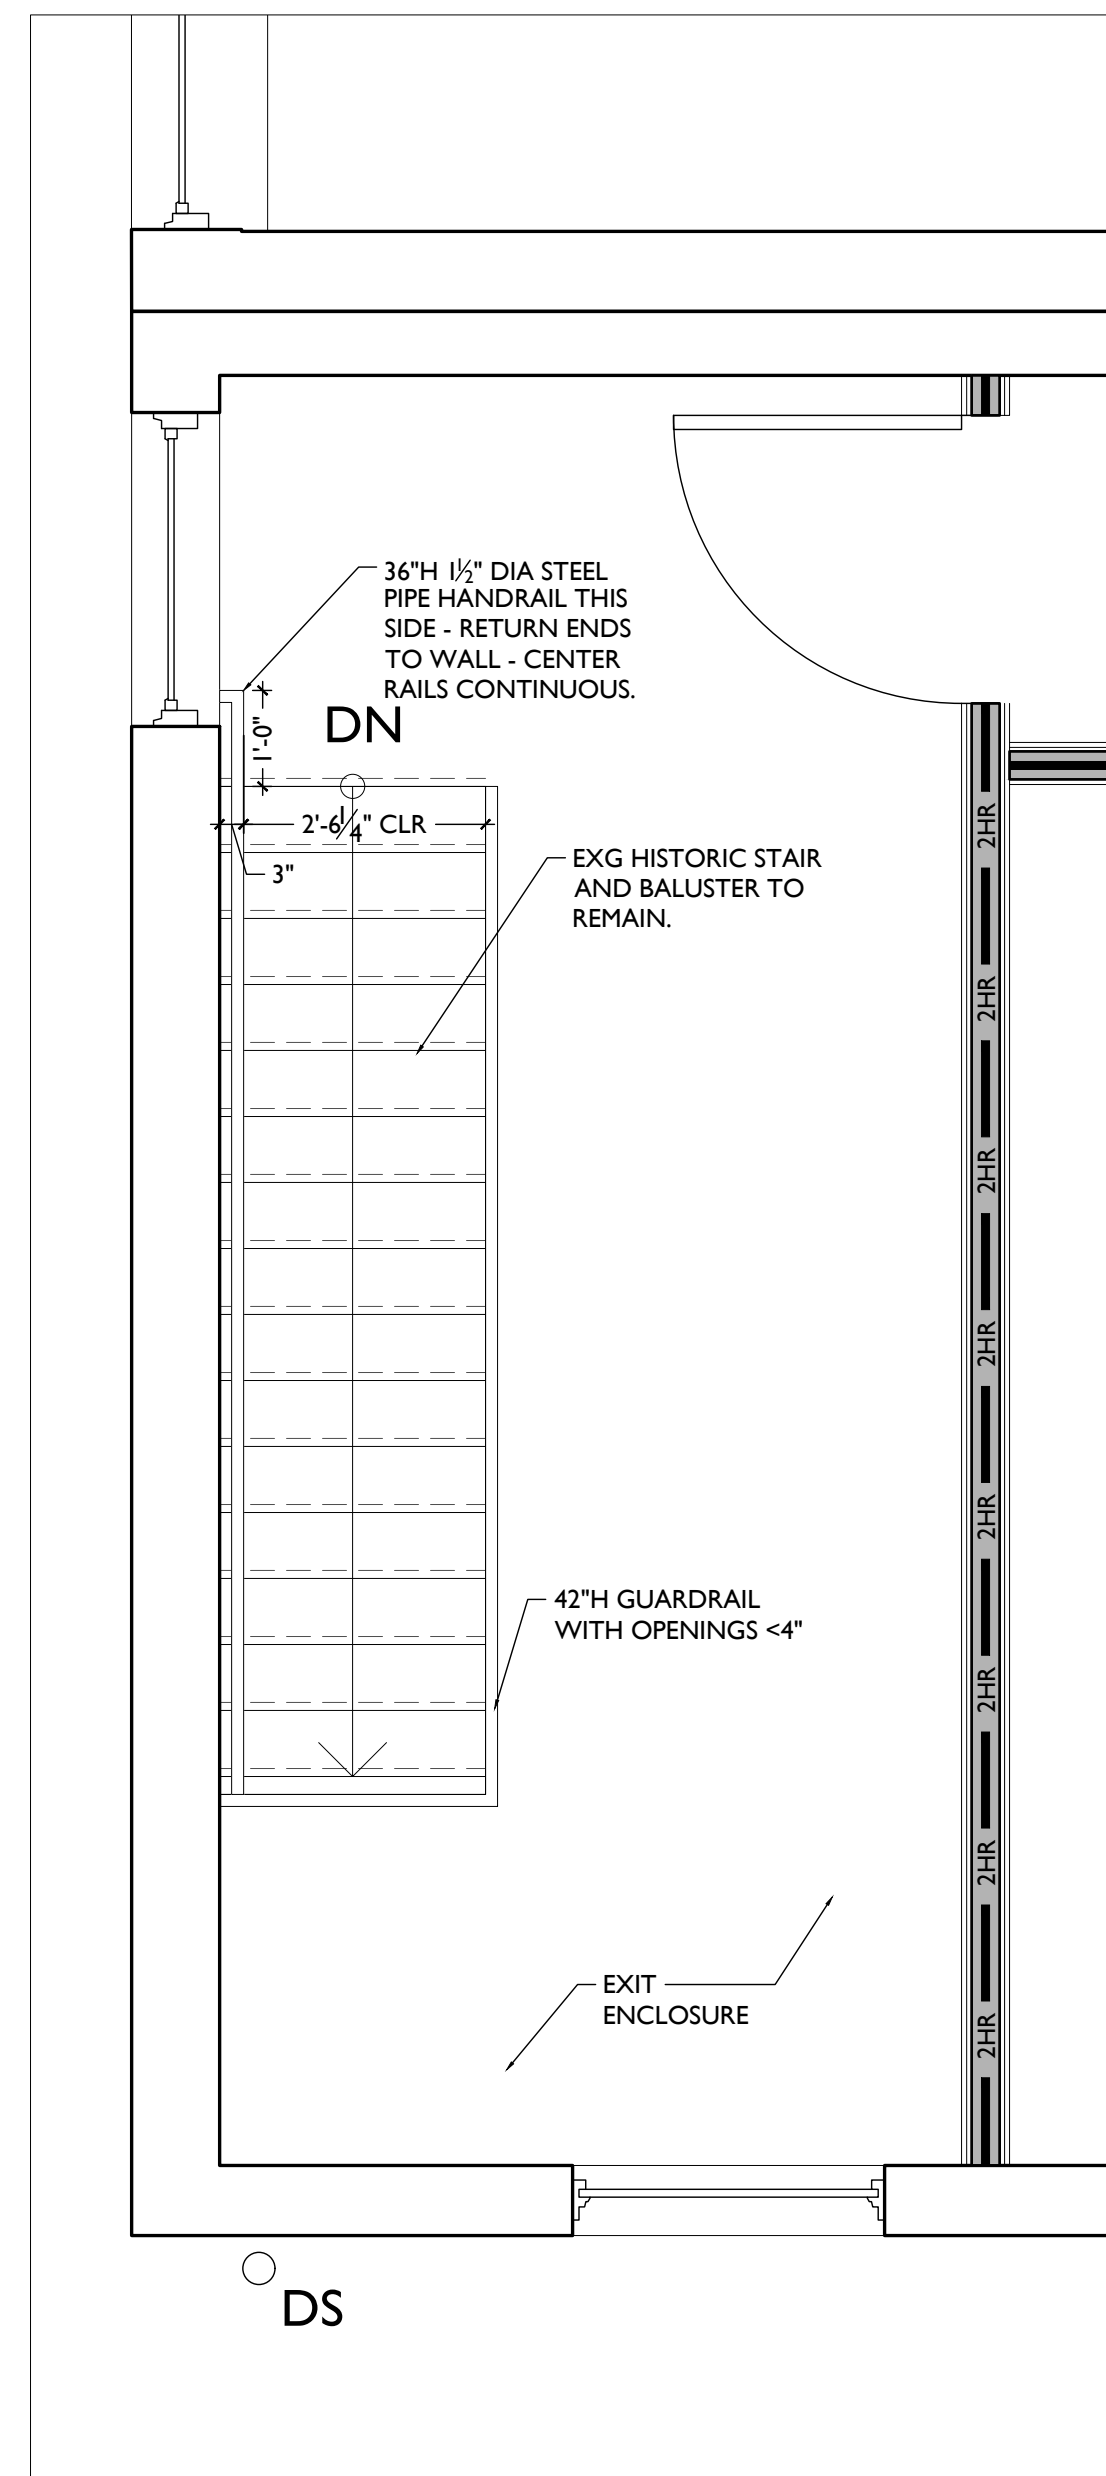 36"H 1½" DIA STEEL
PIPE HANDRAIL THIS
SIDE - RETURN ENDS
TO WALL - CENTER
RAILS CONTINUOUS.
DN
1'-0"
2'-6 1/4" CLR
3"
EXG HISTORIC STAIR
AND BALUSTER TO
REMAIN.
2HR
2HR
2HR
2HR
2HR
2HR
2HR
2HR
42"H GUARDRAIL
WITH OPENINGS <4"
EXIT
ENCLOSURE
DS